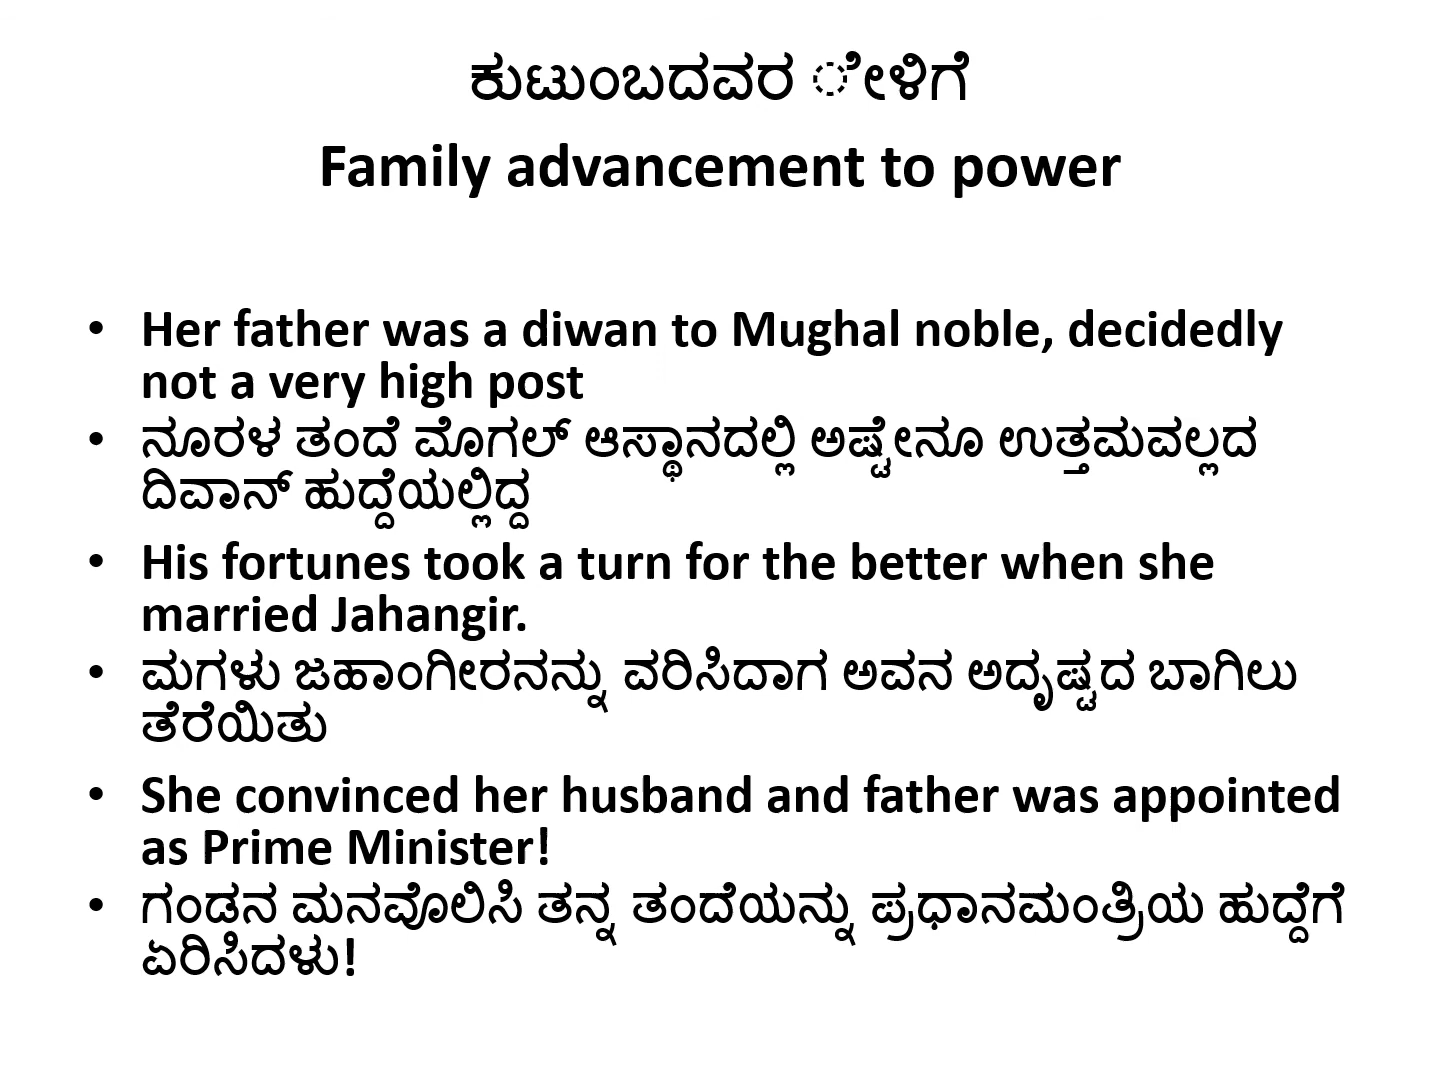 ಕುಟುಂಬದವರ ೇಳಿಗೆ
Family advancement to power
• Her father was a diwan to Mughal noble, decidedly
not a very high post
• ನೂರಳ ತಂದೆ ಮೊಗಲ್ ಆಸ್ಥಾನದಲ್ಲಿ ಅಷ್ಟೇನೂ ಉತ್ತಮವಲ್ಲದ
ದಿವಾನ್ ಹುದ್ದೆಯಲ್ಲಿದ್ದ
• His fortunes took a turn for the better when she
married Jahangir.
• ಮಗಳು ಜಹಾಂಗೀರನನ್ನು ವರಿಸಿದಾಗ ಅವನ ಅದೃಷ್ಟದ ಬಾಗಿಲು
ತೆರೆಯಿತು
• She convinced her husband and father was appointed
as Prime Minister!
• ಗಂಡನ ಮನವೊಲಿಸಿ ತನ್ನ ತಂದೆಯನ್ನು ಪ್ರಧಾನಮಂತ್ರಿಯ ಹುದ್ದೆಗೆ
ಏರಿಸಿದಳು!